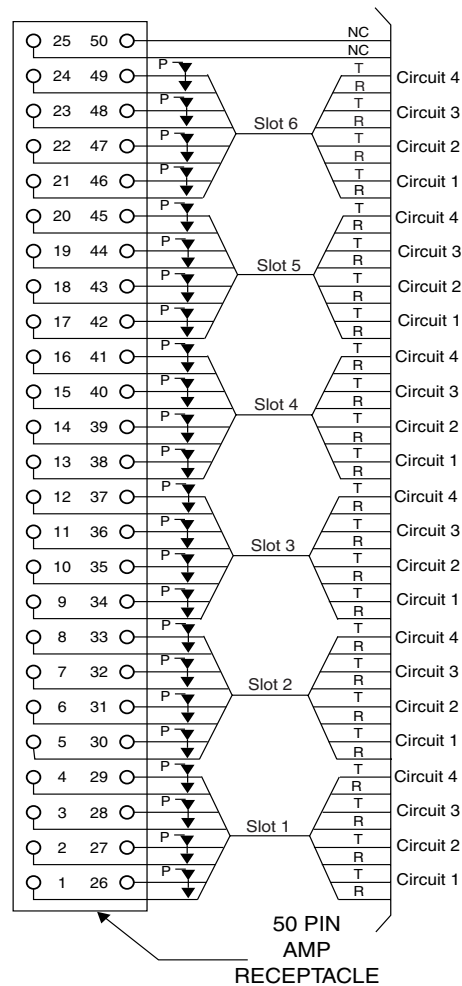 25 50 NC
NC
24 49 P T Circuit 4
R
23 48 P T Circuit 3
Slot 6
R
22 47 P T Circuit 2
R
21 46 P T Circuit 1
R
20 45 P T Circuit 4
R
19 44 P T Circuit 3
Slot 5
R
18 43 P T Circuit 2
R
17 42 P T Circuit 1
R
16 41 P T Circuit 4
R
15 40 P T Circuit 3
Slot 4
R
14 39 P T Circuit 2
R
13 38 P T Circuit 1
R
12 37 P T Circuit 4
R
11 36 P T Circuit 3
Slot 3
R
10 35 P T Circuit 2
R
9 34 P T Circuit 1
R
8 33 P T Circuit 4
R
7 32 P T Circuit 3
Slot 2
R
6 31 P T Circuit 2
R
5 30 P T Circuit 1
R
4 29 P T Circuit 4
R
3 28 P T Circuit 3
Slot 1
R
2 27 P T Circuit 2
R
1 26 P T Circuit 1
R
50 PIN
AMP
RECEPTACLE